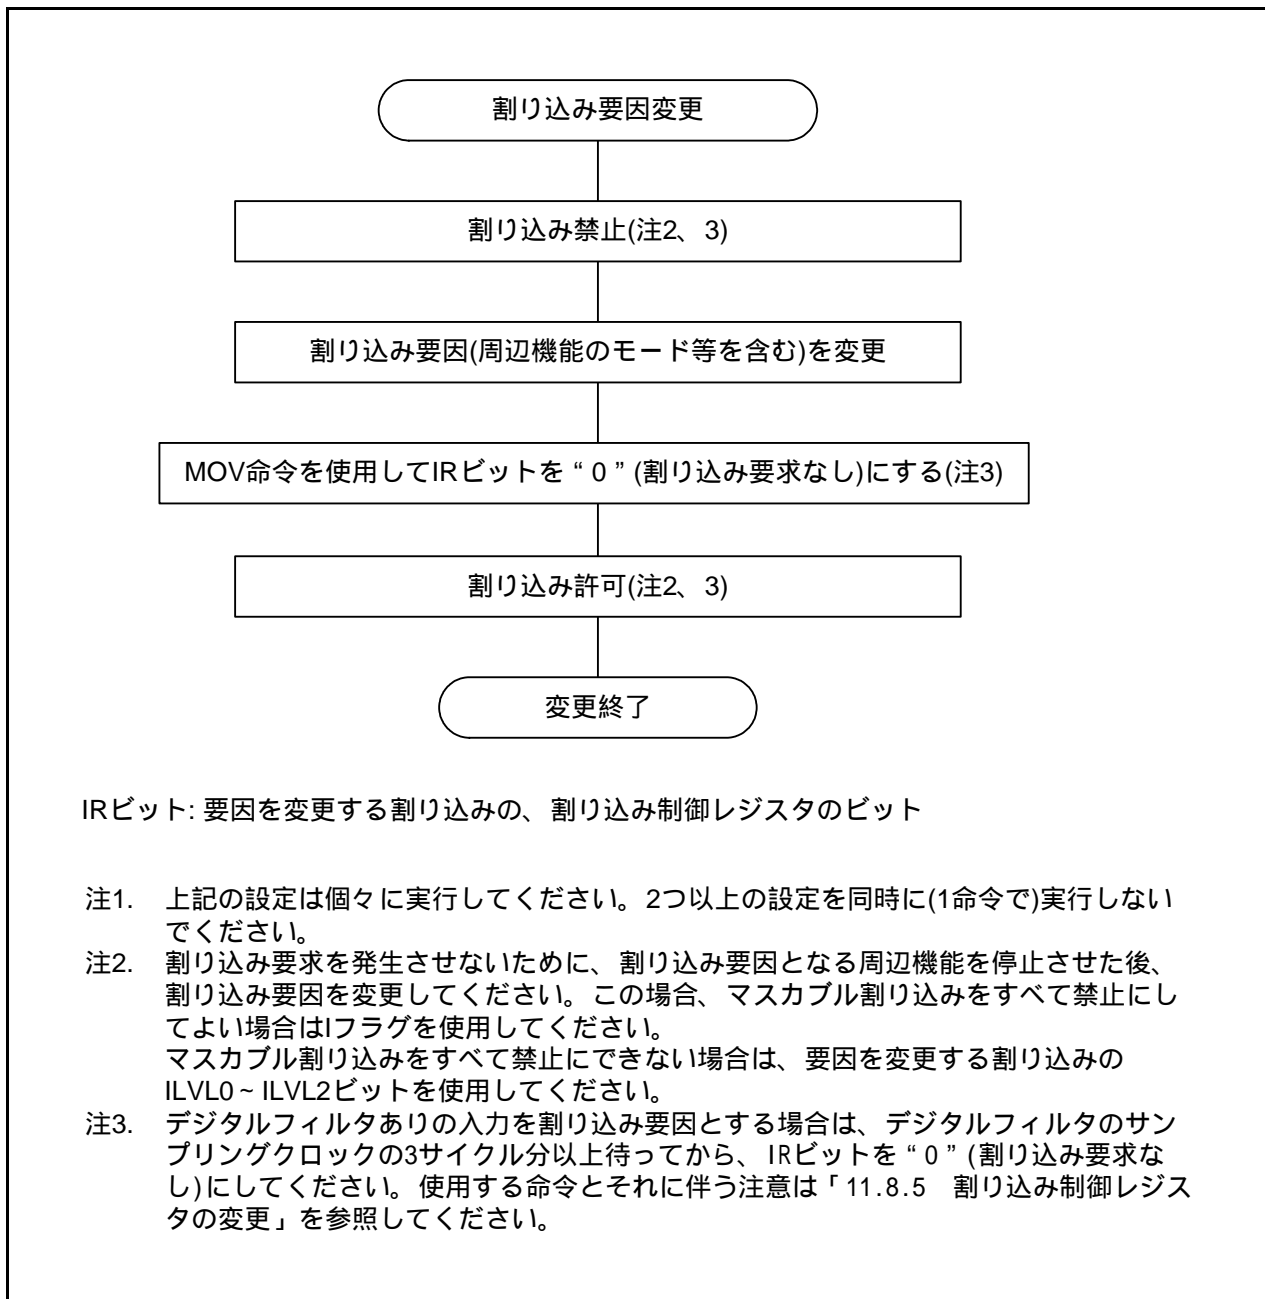 割り込み要因変更
割り込み禁止(注2、3)
割り込み要因(周辺機能のモード等を含む)を変更
MOV命令を使用してIRビットを“0”(割り込み要求なし)にする(注3)
割り込み許可(注2、3)
変更終了
IRビット: 要因を変更する割り込みの、割り込み制御レジスタのビット
注1. 上記の設定は個々に実行してください。2つ以上の設定を同時に(1命令で)実行しない
でください。
注2. 割り込み要求を発生させないために、割り込み要因となる周辺機能を停止させた後、
割り込み要因を変更してください。この場合、マスカブル割り込みをすべて禁止にし
てよい場合はIフラグを使用してください。
マスカブル割り込みをすべて禁止にできない場合は、要因を変更する割り込みの
ILVL0~ILVL2ビットを使用してください。
注3. デジタルフィルタありの入力を割り込み要因とする場合は、デジタルフィルタのサン
プリングクロックの3サイクル分以上待ってから、IRビットを“0”(割り込み要求な
し)にしてください。使用する命令とそれに伴う注意は「11.8.5 割り込み制御レジス
タの変更」を参照してください。